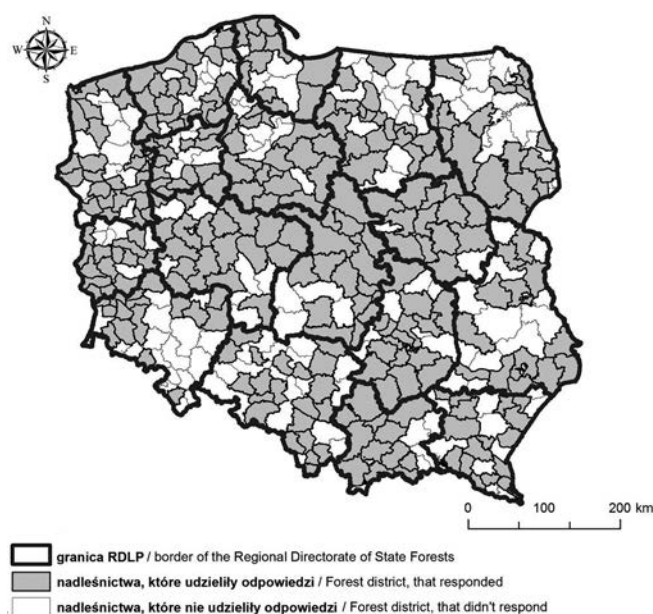 N
W E
S
0 100 200 km
granica RDLP / border of the Regional Directorate of State Forests
nadleśnictwa, które udzieliły odpowiedzi / Forest district, that responded
nadleśnictwa, które nie udzieliły odpowiedzi / Forest district, that didn't respond